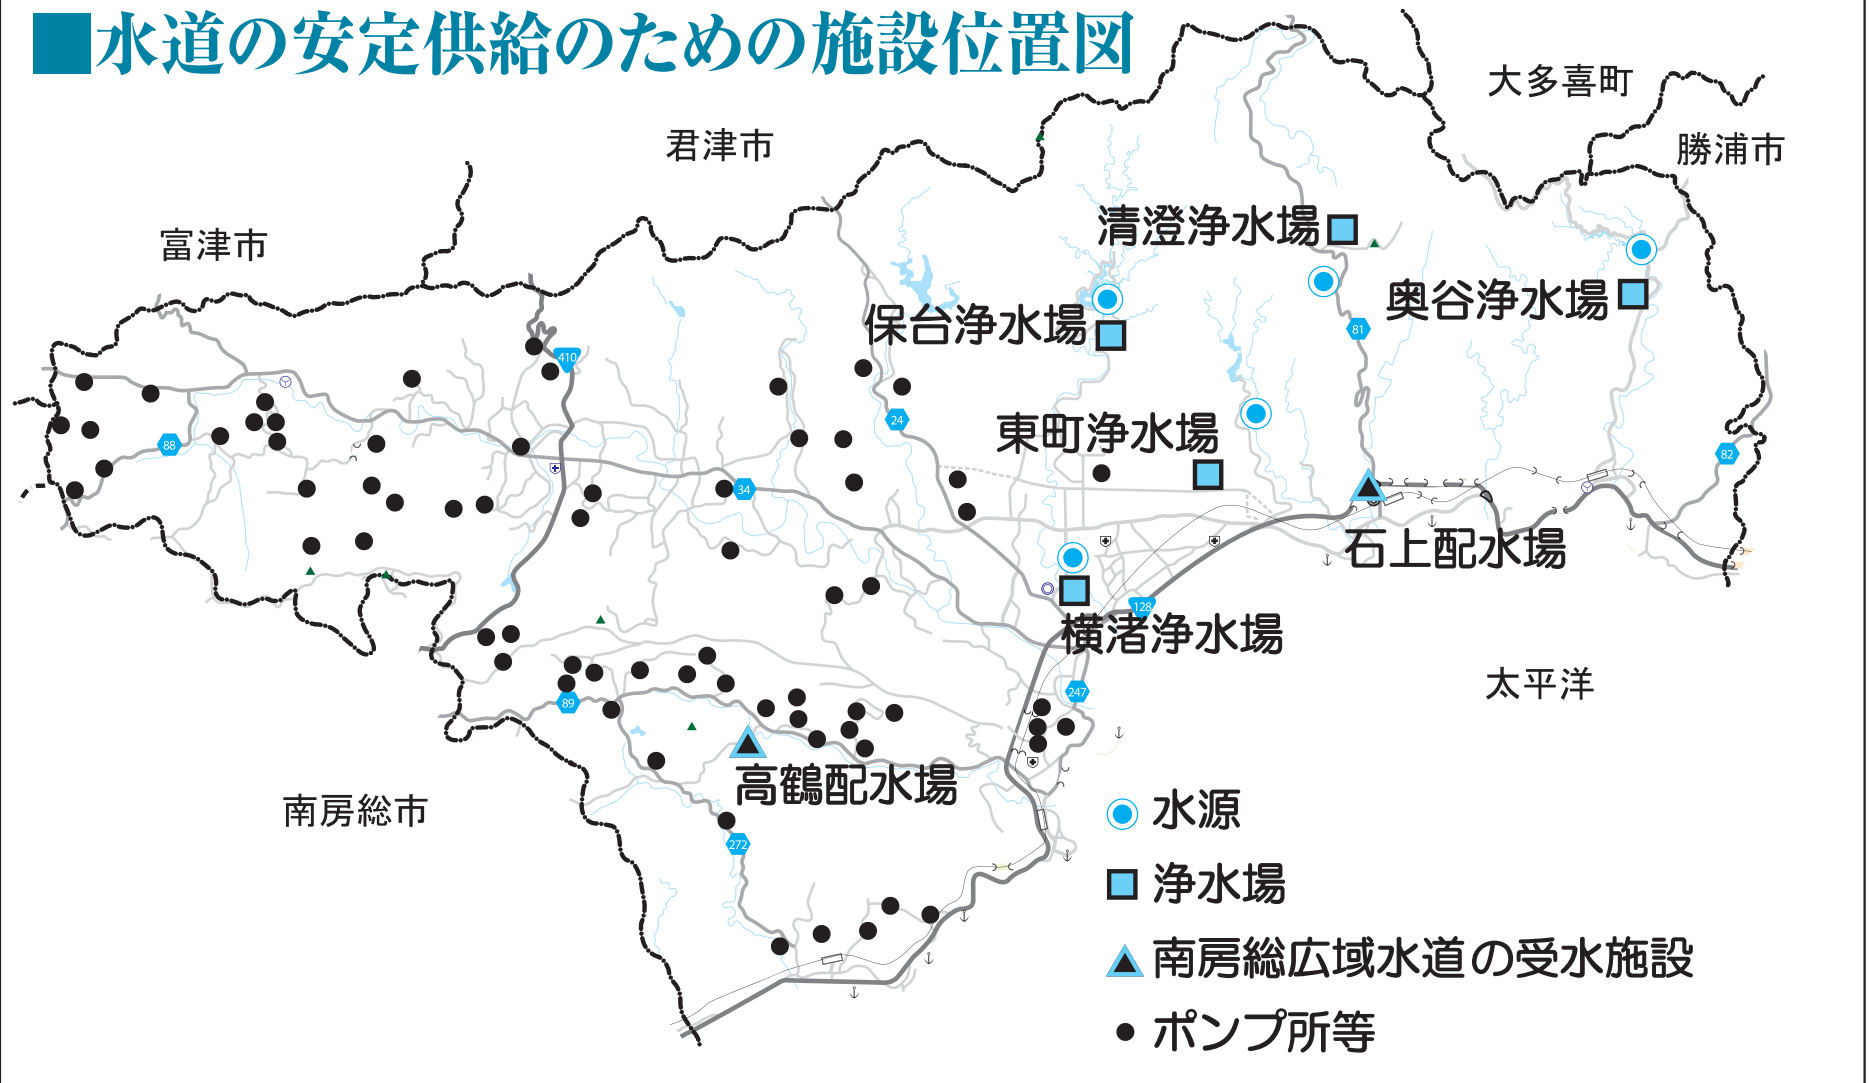 水道の安定供給のための施設位置図
大多喜町
君津市
勝浦市
富津市
清澄浄水場
奥谷浄水場
保台浄水場
81
410
東町浄水場
24
88
82
34
石上配水場
128
横渚浄水場
太平洋
247
89
高鶴配水場
南房総市
272
水源
浄水場
南房総広域水道の受水施設
ポンプ所等